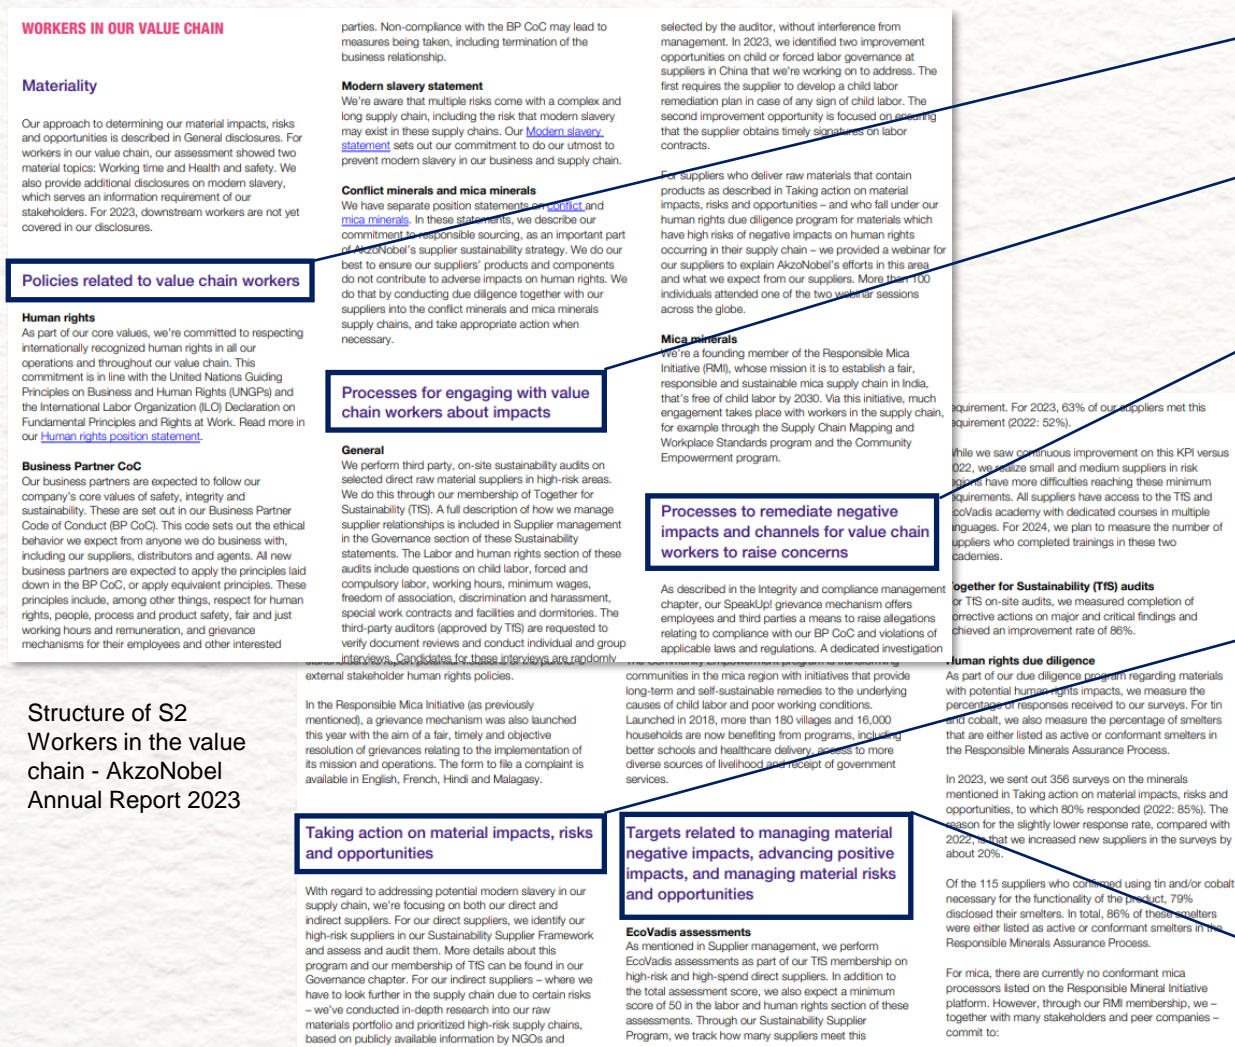 WORKERS IN OUR VALUE CHAIN
Materiality
Our approach to determining our material impacts, risks
and opportunities is described in General disclosures. For
workers in our value chain, our assessment showed two
material topics: Working time and Health and safety. We
also provide additional disclosures on modern slavery,
which serves an information requirement of our
stakeholders. For 2023, downstream workers are not yet
covered in our disclosures.
Policies related to value chain workers
Human rights
As part of our core values, we're committed to respecting
internationally recognized human rights in all our
operations and throughout our value chain. This
commitment is in line with the United Nations Guiding
Principles on Business and Human Rights (UNGPs) and
the International Labor Organization (ILO) Declaration on
Fundamental Principles and Rights at Work. Read more in
our Human rights position statement.
Business Partner CoC
Our business partners are expected to follow our
company's core values of safety, integrity and
sustainability. These are set out in our Business Partner
Code of Conduct (BP CoC). This code sets out the ethical
behavior we expect from anyone we do business with,
including our suppliers, distributors and agents. All new
business partners are expected to apply the principles laid
down in the BP CoC, or apply equivalent principles. These
principles include, among other things, respect for human
rights, people, process and product safety, fair and just
working hours and remuneration, and grievance
mechanisms for their employees and other interested
parties. Non-compliance with the BP CoC may lead to
measures being taken, including termination of the
business relationship.
Modern slavery statement
We're aware that multiple risks come with a complex and
long supply chain, including the risk that modern slavery
may exist in these supply chains. Our Modern slavery
statement sets out our commitment to do our utmost to
prevent modern slavery in our business and supply chain.
Conflict minerals and mica minerals
We have separate position statements on conflict and
mica minerals. In these statements, we describe our
commitment to responsible sourcing, as an important part
of AkzoNobel's supplier sustainability strategy. We do our
best to ensure our suppliers' products and components
do not contribute to adverse impacts on human rights. We
do that by conducting due diligence together with our
suppliers into the conflict minerals and mica minerals
supply chains, and take appropriate action when
necessary.
Processes for engaging with value
chain workers about impacts
General
We perform third party, on-site sustainability audits on
selected direct raw material suppliers in high-risk areas.
We do this through our membership of Together for
Sustainability (TfS). A full description of how we manage
supplier relationships is included in Supplier management
in the Governance section of these Sustainability
statements. The Labor and human rights section of these
audits include questions on child labor, forced and
compulsory labor, working hours, minimum wages,
freedom of association, discrimination and harassment,
special work contracts and facilities and dormitories. The
third-party auditors (approved by TfS) are requested to
verify document reviews and conduct individual and group
interviews. Candidates for these interviews are randomly
selected by the auditor, without interference from
management. In 2023, we identified two improvement
opportunities on child or forced labor governance at
suppliers in China that we're working on to address. The
first requires the supplier to develop a child labor
remediation plan in case of any sign of child labor. The
second improvement opportunity is focused on ensuring
that the supplier obtains timely signatures on labor
contracts.
For suppliers who deliver raw materials that contain
products as described in Taking action on material
impacts, risks and opportunities – and who fall under our
human rights due diligence program for materials which
have high risks of negative impacts on human rights
occurring in their supply chain – we provided a webinar for
our suppliers to explain AkzoNobel's efforts in this area
and what we expect from our suppliers. More than 100
individuals attended one of the two webinar sessions
across the globe.
Mica minerals
We're a founding member of the Responsible Mica
Initiative (RMI), whose mission it is to establish a fair,
responsible and sustainable mica supply chain in India,
that's free of child labor by 2030. Via this initiative, much
engagement takes place with workers in the supply chain,
for example through the Supply Chain Mapping and
Workplace Standards program and the Community
Empowerment program.
Processes to remediate negative
impacts and channels for value chain
workers to raise concerns
As described in the Integrity and compliance management
chapter, our SpeakUp! grievance mechanism offers
employees and third parties a means to raise allegations
relating to compliance with our BP CoC and violations of
applicable laws and regulations. A dedicated investigation
Structure of S2
Workers in the value
chain - AkzoNobel
Annual Report 2023
external stakeholder human rights policies.
In the Responsible Mica Initiative (as previously
mentioned), a grievance mechanism was also launched
this year with the aim of a fair, timely and objective
resolution of grievances relating to the implementation of
its mission and operations. The form to file a complaint is
available in English, French, Hindi and Malagasy.
Taking action on material impacts, risks
and opportunities
With regard to addressing potential modern slavery in our
supply chain, we're focusing on both our direct and
indirect suppliers. For our direct suppliers, we identify our
high-risk suppliers in our Sustainability Supplier Framework
and assess and audit them. More details about this
program and our membership of TfS can be found in our
Governance chapter. For our indirect suppliers – where we
have to look further in the supply chain due to certain risks
– we've conducted in-depth research into our raw
materials portfolio and prioritized high-risk supply chains,
based on publicly available information by NGOs and
The Community Empowerment program is transforming
communities in the mica region with initiatives that provide
long-term and self-sustainable remedies to the underlying
causes of child labor and poor working conditions.
Launched in 2018, more than 180 villages and 16,000
households are now benefiting from programs, including
better schools and healthcare delivery, access to more
diverse sources of livelihood and receipt of government
services.
Targets related to managing material
negative impacts, advancing positive
impacts, and managing material risks
and opportunities
EcoVadis assessments
As mentioned in Supplier management, we perform
EcoVadis assessments as part of our TfS membership on
high-risk and high-spend direct suppliers. In addition to
the total assessment score, we also expect a minimum
score of 50 in the labor and human rights section of these
assessments. Through our Sustainability Supplier
Program, we track how many suppliers meet this
equirement. For 2023, 63% of our suppliers met this
equirement (2022: 52%).
While we saw continuous improvement on this KPI versus
2022, we realize small and medium suppliers in risk
regions have more difficulties reaching these minimum
equirements. All suppliers have access to the TfS and
EcoVadis academy with dedicated courses in multiple
anguages. For 2024, we plan to measure the number of
uppliers who completed trainings in these two
cademies.
Together for Sustainability (TfS) audits
For TfS on-site audits, we measured completion of
orrective actions on major and critical findings and
chieved an improvement rate of 86%.
Human rights due diligence
As part of our due diligence program regarding materials
with potential human rights impacts, we measure the
percentage of responses received to our surveys. For tin
and cobalt, we also measure the percentage of smelters
that are either listed as active or conformant smelters in
the Responsible Minerals Assurance Process.
In 2023, we sent out 356 surveys on the minerals
mentioned in Taking action on material impacts, risks and
opportunities, to which 80% responded (2022: 85%). The
reason for the slightly lower response rate, compared with
2022, is that we increased new suppliers in the surveys by
about 20%.
Of the 115 suppliers who confirmed using tin and/or cobalt
necessary for the functionality of the product, 79%
disclosed their smelters. In total, 86% of these smelters
were either listed as active or conformant smelters in the
Responsible Minerals Assurance Process.
For mica, there are currently no conformant mica
processors listed on the Responsible Mineral Initiative
platform. However, through our RMI membership, we –
together with many stakeholders and peer companies –
commit to: